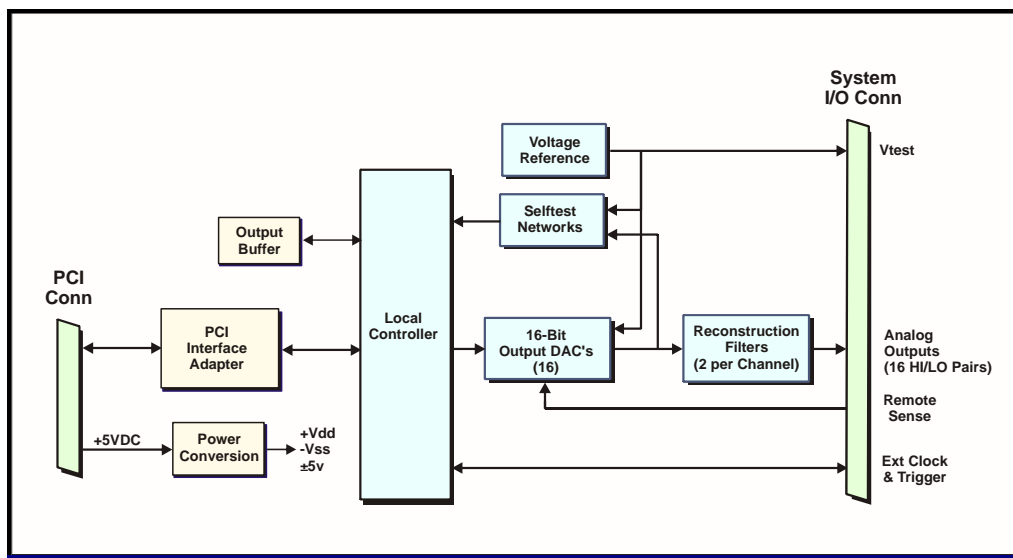 System
I/O Conn
Voltage
Reference
Vtest
Selftest
Networks
Output
Buffer
PCI
Conn
Local
Controller
PCI
Interface
Adapter
16-Bit
Output DAC's
(16)
Reconstruction
Filters
(2 per Channel)
Analog
Outputs
(16 HI/LO Pairs)
Remote
Sense
+5VDC
Power
Conversion
+Vdd
-Vss
±5v
Ext Clock
& Trigger